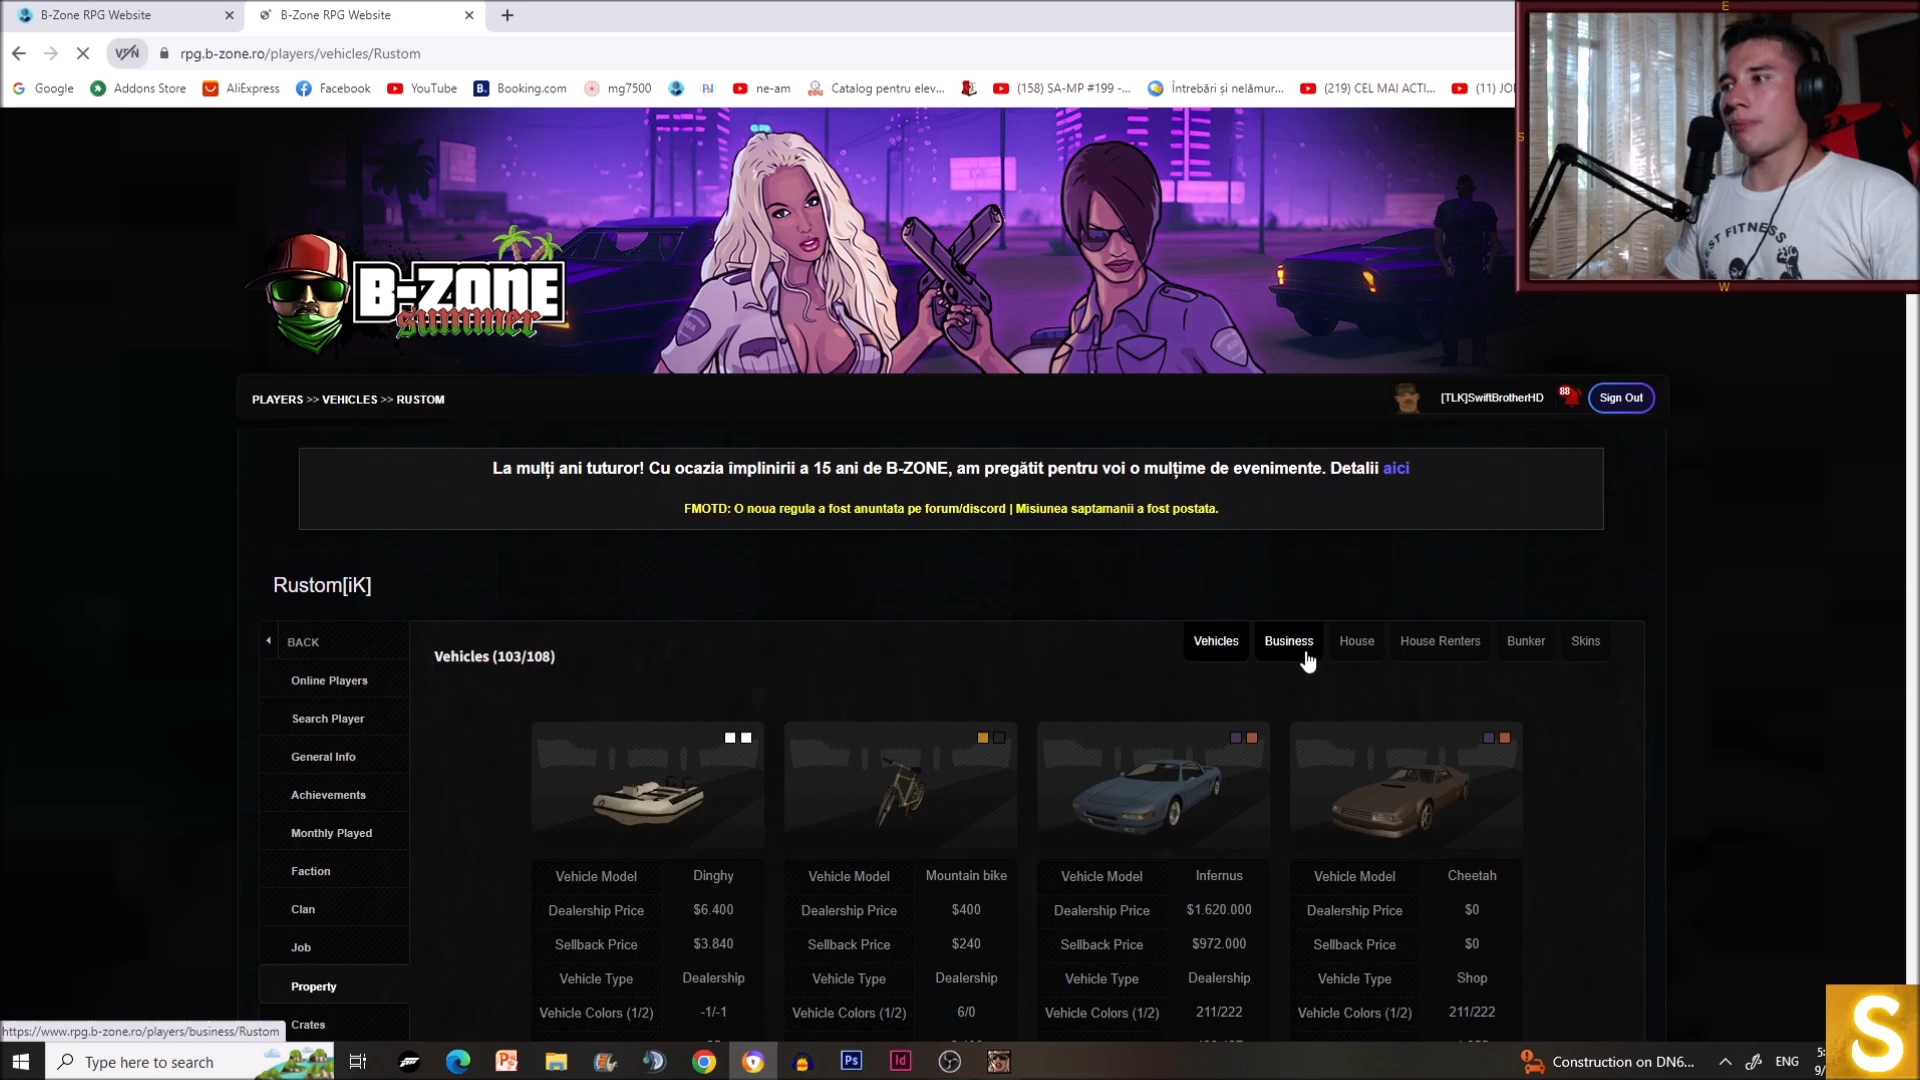 B-Zone RPG Website
B-Zone RPG Website
VPN
rpg.b-zone.ro/players/vehicles/Rustom
Google
Addons Store
AliExpress
Facebook
YouTube
Booking.com
mg7500
ne-am
Catalog pentru elev...
(158) SA-MP #199 -...
Întrebări și nelămur...
(219) CEL MAI ACTI...
(11) JO
E
S
W
B-ZONE
summer
EST FITNESS
PLAYERS >> VEHICLES >> RUSTOM
[TLK]SwiftBrotherHD
88
Sign Out
La mulți ani tuturor! Cu ocazia împlinirii a 15 ani de B-ZONE, am pregătit pentru voi o mulțime de evenimente. Detalii aici
FMOTD: O noua regula a fost anuntata pe forum/discord | Misiunea saptamanii a fost postata.
Rustom[iK]
BACK
Online Players
Search Player
General Info
Achievements
Monthly Played
Faction
Clan
Job
Property
Crates
Vehicles (103/108)
Vehicles
Business
House
House Renters
Bunker
Skins
Vehicle Model Dinghy
Dealership Price $6.400
Sellback Price $3.840
Vehicle Type Dealership
Vehicle Colors (1/2) -1/-1
Vehicle Model Mountain bike
Dealership Price $400
Sellback Price $240
Vehicle Type Dealership
Vehicle Colors (1/2) 6/0
Vehicle Model Infernus
Dealership Price $1.620.000
Sellback Price $972.000
Vehicle Type Dealership
Vehicle Colors (1/2) 211/222
Vehicle Model Cheetah
Dealership Price $0
Sellback Price $0
Vehicle Type Shop
Vehicle Colors (1/2) 211/222
https://www.rpg.b-zone.ro/players/business/Rustom
Type here to search
Ps
Id
Construction on DN6...
ENG
5:
9/
S